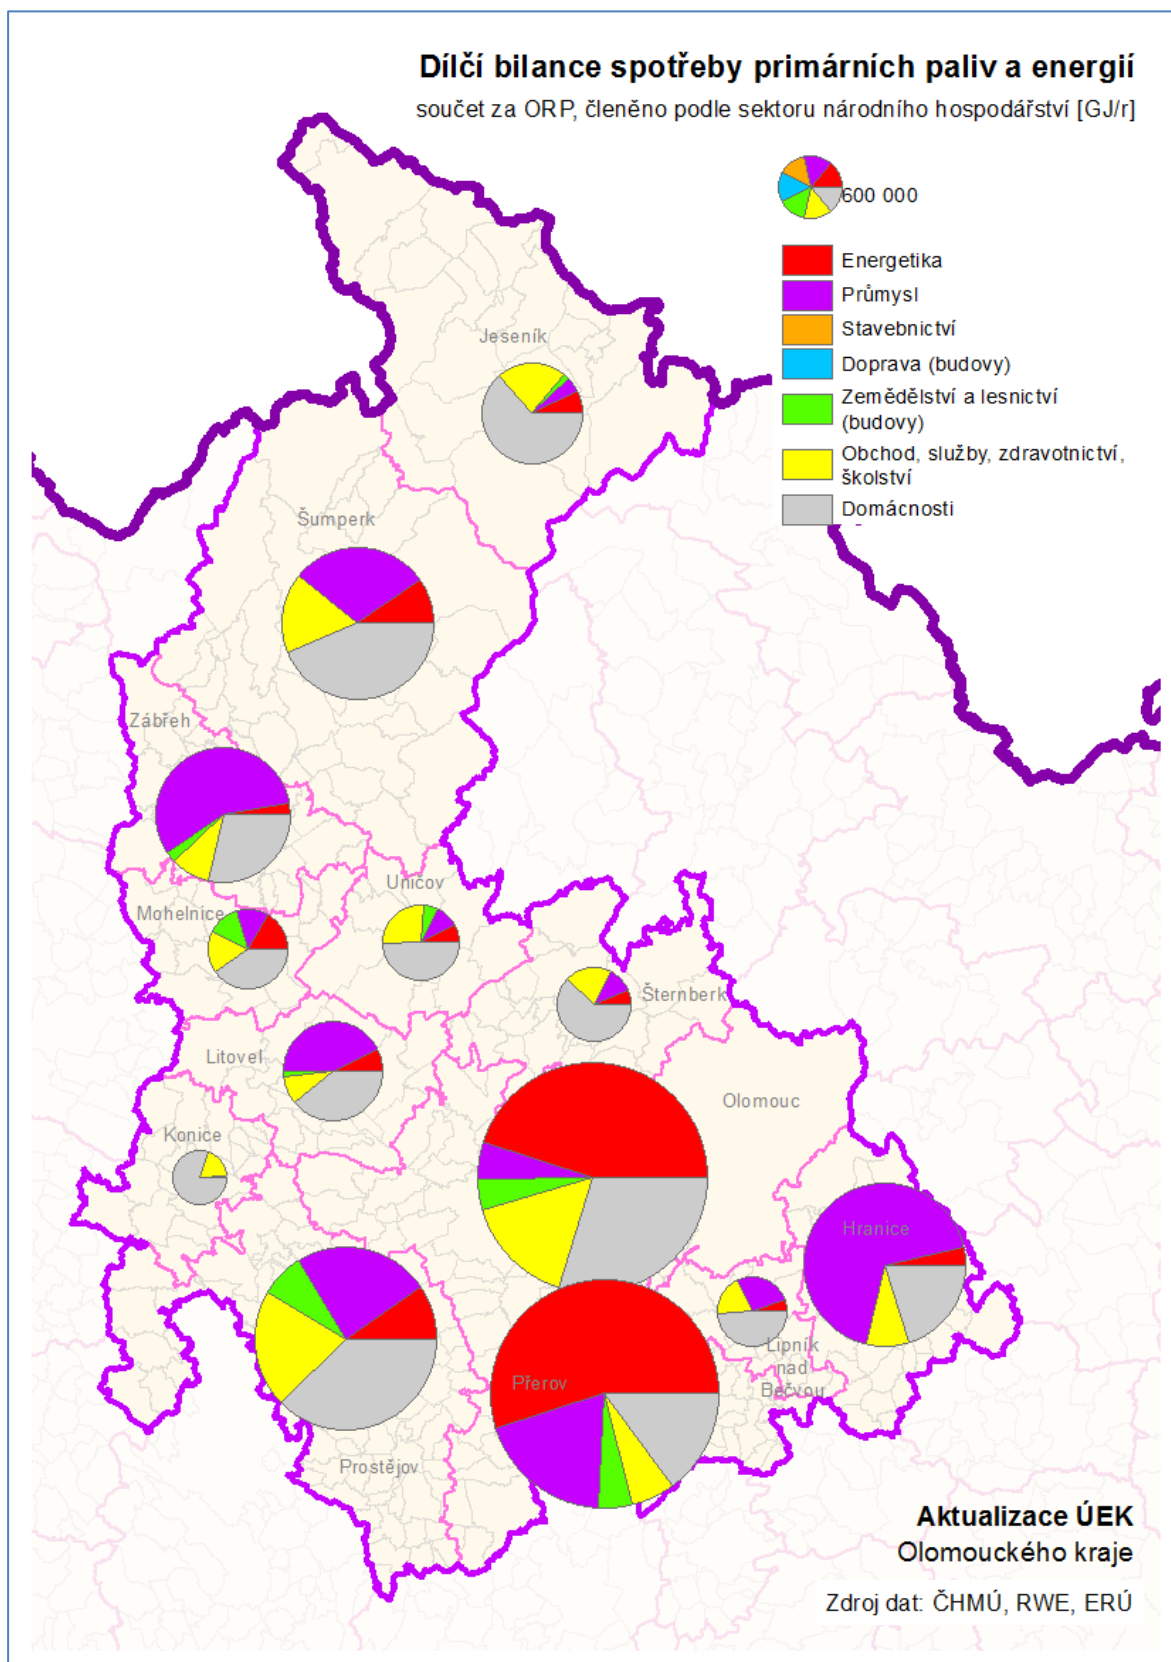 Dílčí bilance spotřeby primárních paliv a energií
součet za ORP, členěno podle sektoru národního hospodářství [GJ/r]
600 000
Energetika
Průmysl
Stavebnictví
Doprava (budovy)
Zemědělství a lesnictví
(budovy)
Obchod, služby, zdravotnictví,
školství
Domácnosti
Jeseník
Šumperk
Zábřeh
Uničov
Mohelnice
Šternberk
Litovel
Olomouc
Konice
Hranice
Lipník
nad
Bečvou
Přerov
Prostějov
Aktualizace ÚEK
Olomouckého kraje
Zdroj dat: ČHMÚ, RWE, ERÚ